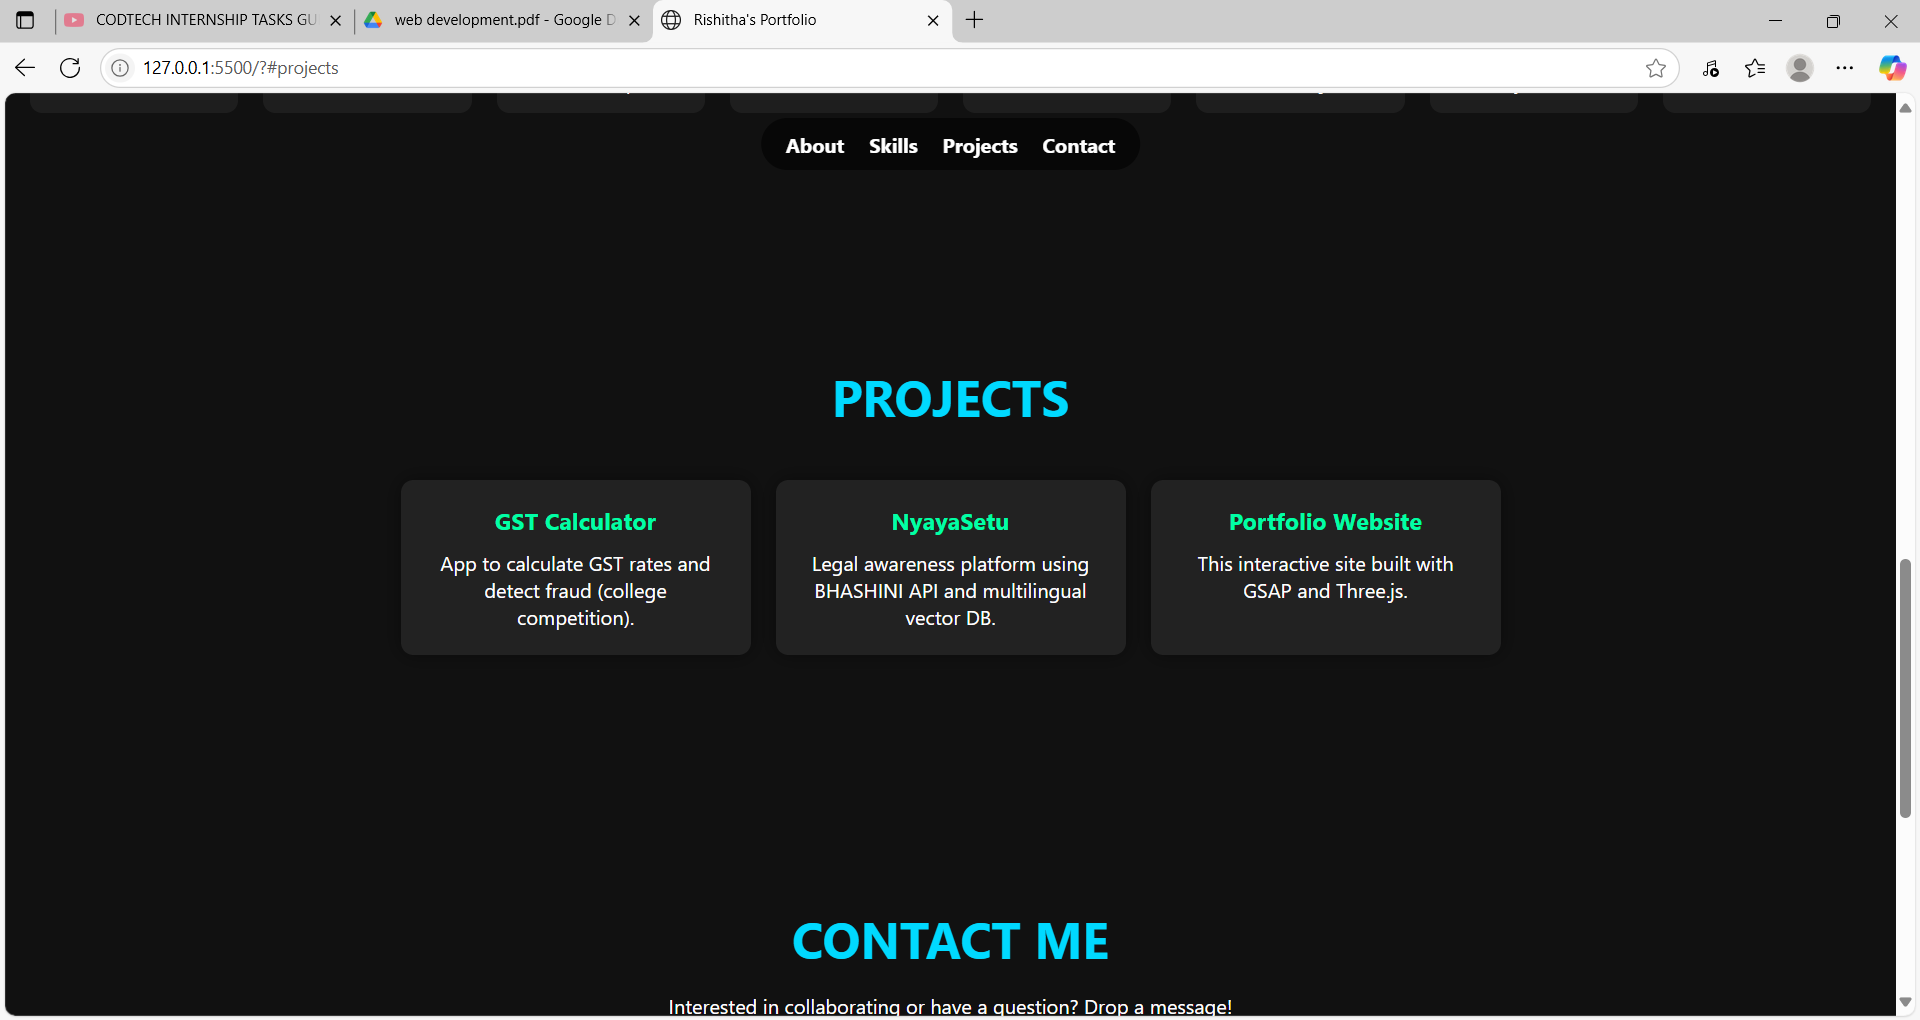 CODTECH INTERNSHIP TASKS GU
web development.pdf - Google D
Rishitha's Portfolio
127.0.0.1:5500/?#projects
About Skills Projects Contact
PROJECTS
GST Calculator
App to calculate GST rates and
detect fraud (college
competition).
NyayaSetu
Legal awareness platform using
BHASHINI API and multilingual
vector DB.
Portfolio Website
This interactive site built with
GSAP and Three.js.
CONTACT ME
Interested in collaborating or have a question? Drop a message!